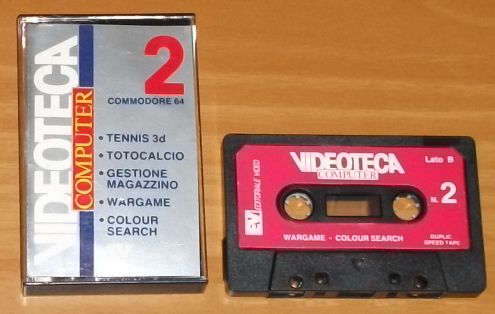 VIDEOTECA
COMPUTER
2
COMMODORE 64
• TENNIS 3d
• TOTOCALCIO
• GESTIONE
MAGAZZINO
• WARGAME
• COLOUR
SEARCH
VIDEOTECA
COMPUTER
Lato B
N. 2
EV EDITORIALE VIDEO
WARGAME - COLOUR SEARCH
DUPLIC.
SPEED TAPE